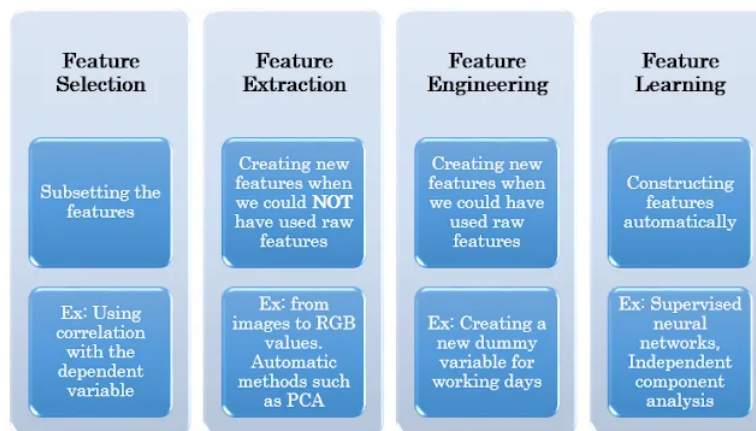 Feature
Selection
Subsetting the
features
Ex: Using
correlation
with the
dependent
variable
Feature
Extraction
Creating new
features when
we could NOT
have used raw
features
Ex: from
images to RGB
values.
Automatic
methods such
as PCA
Feature
Engineering
Creating new
features when
we could have
used raw
features
Ex: Creating a
new dummy
variable for
working days
Feature
Learning
Constructing
features
automatically
Ex: Supervised
neural
networks,
Independent
component
analysis